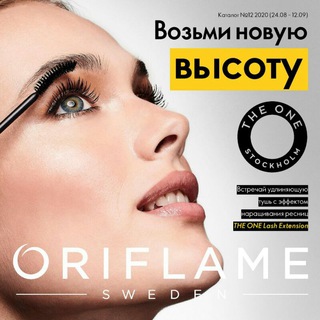 Каталог №12 2020 (24.08 - 12.09)
Возьми новую
высоту
THE ONE
STOCKHOLM
Встречай удлиняющую
тушь с эффектом
наращивания ресниц
THE ONE Lash Extension
ORIFLAME
SWEDEN